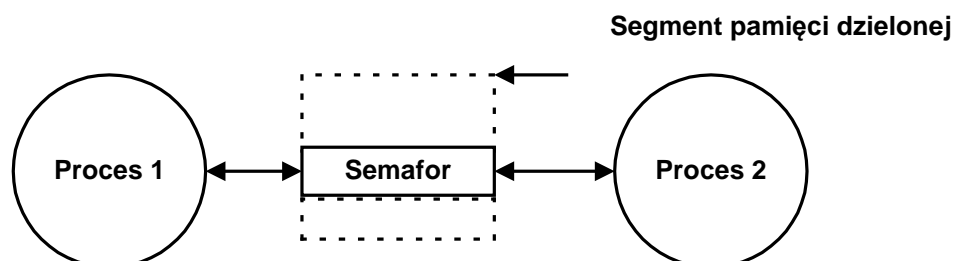 Segment pamięci dzielonej
Proces 1
Semafor
Proces 2